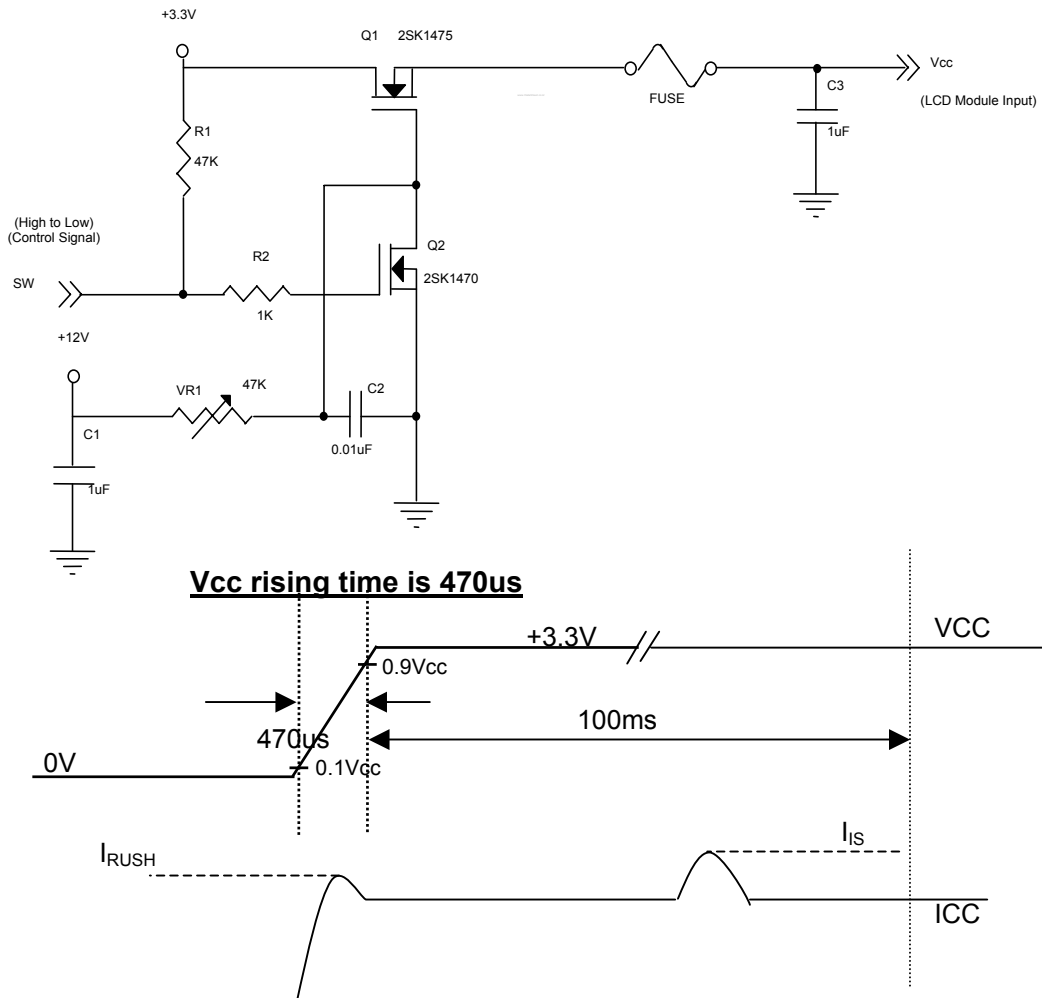 +3.3V
Q1 2SK1475
Vcc
FUSE
C3
(LCD Module Input)
R1
1uF
47K
(High to Low)
(Control Signal)
Q2
R2
2SK1470
SW
1K
+12V
VR1
47K
C2
C1
0.01uF
1uF
Vcc rising time is 470us
+3.3V
VCC
0.9Vcc
100ms
470us
0V
0.1Vcc
IIS
IRUSH
ICC